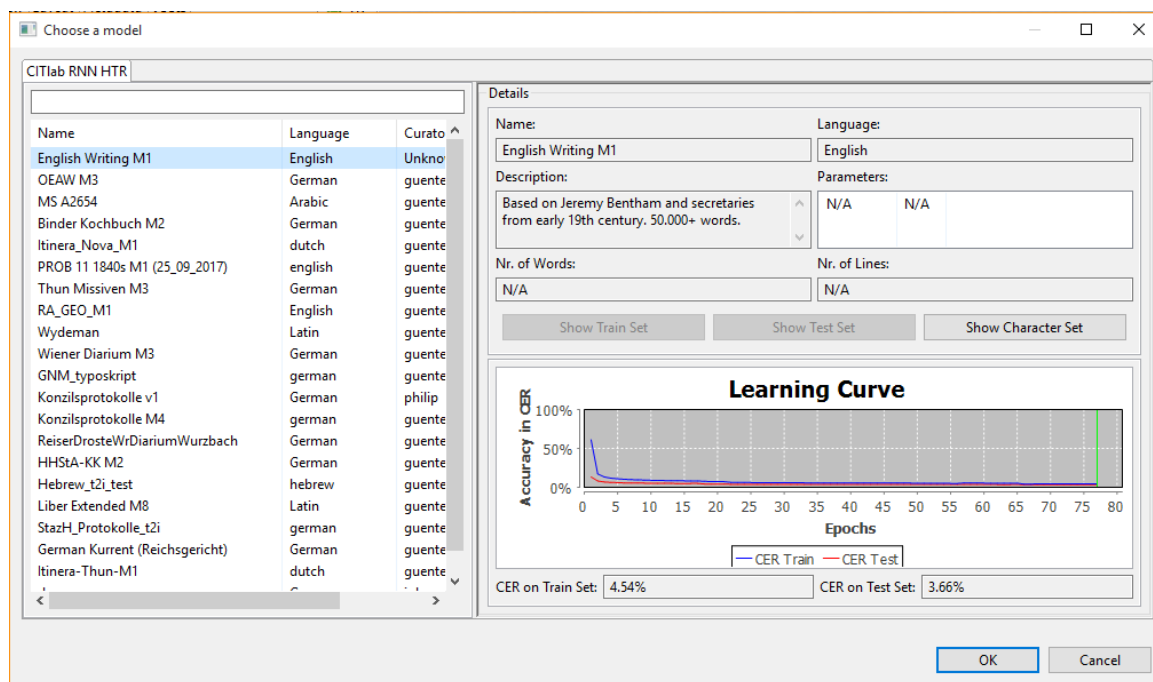 Choose a model
CITlab RNN HTR
Name Language Curato
English Writing M1 English Unkno
OEAW M3 German guente
MS A2654 Arabic guente
Binder Kochbuch M2 German guente
Itinera_Nova_M1 dutch guente
PROB 11 1840s M1 (25_09_2017) english guente
Thun Missiven M3 German guente
RA_GEO_M1 English guente
Wydeman Latin guente
Wiener Diarium M3 German guente
GNM_typoskript german guente
Konzilsprotokolle v1 German philip
Konzilsprotokolle M4 german guente
ReiserDrosteWrDiariumWurzbach German guente
HHStA-KK M2 German guente
Hebrew_t2i_test hebrew guente
Liber Extended M8 Latin guente
StazH_Protokolle_t2i german guente
German Kurrent (Reichsgericht) German guente
Itinera-Thun-M1 dutch guente
Details
Name: Language:
English Writing M1 English
Description: Parameters:
Based on Jeremy Bentham and secretaries N/A N/A
from early 19th century. 50.000+ words.
Nr. of Words: Nr. of Lines:
N/A N/A
Show Train Set Show Test Set Show Character Set
Learning Curve
Accuracy in CER
100%
50%
0%
0 5 10 15 20 25 30 35 40 45 50 55 60 65 70 75 80
Epochs
CER Train CER Test
CER on Train Set: 4.54% CER on Test Set: 3.66%
OK Cancel